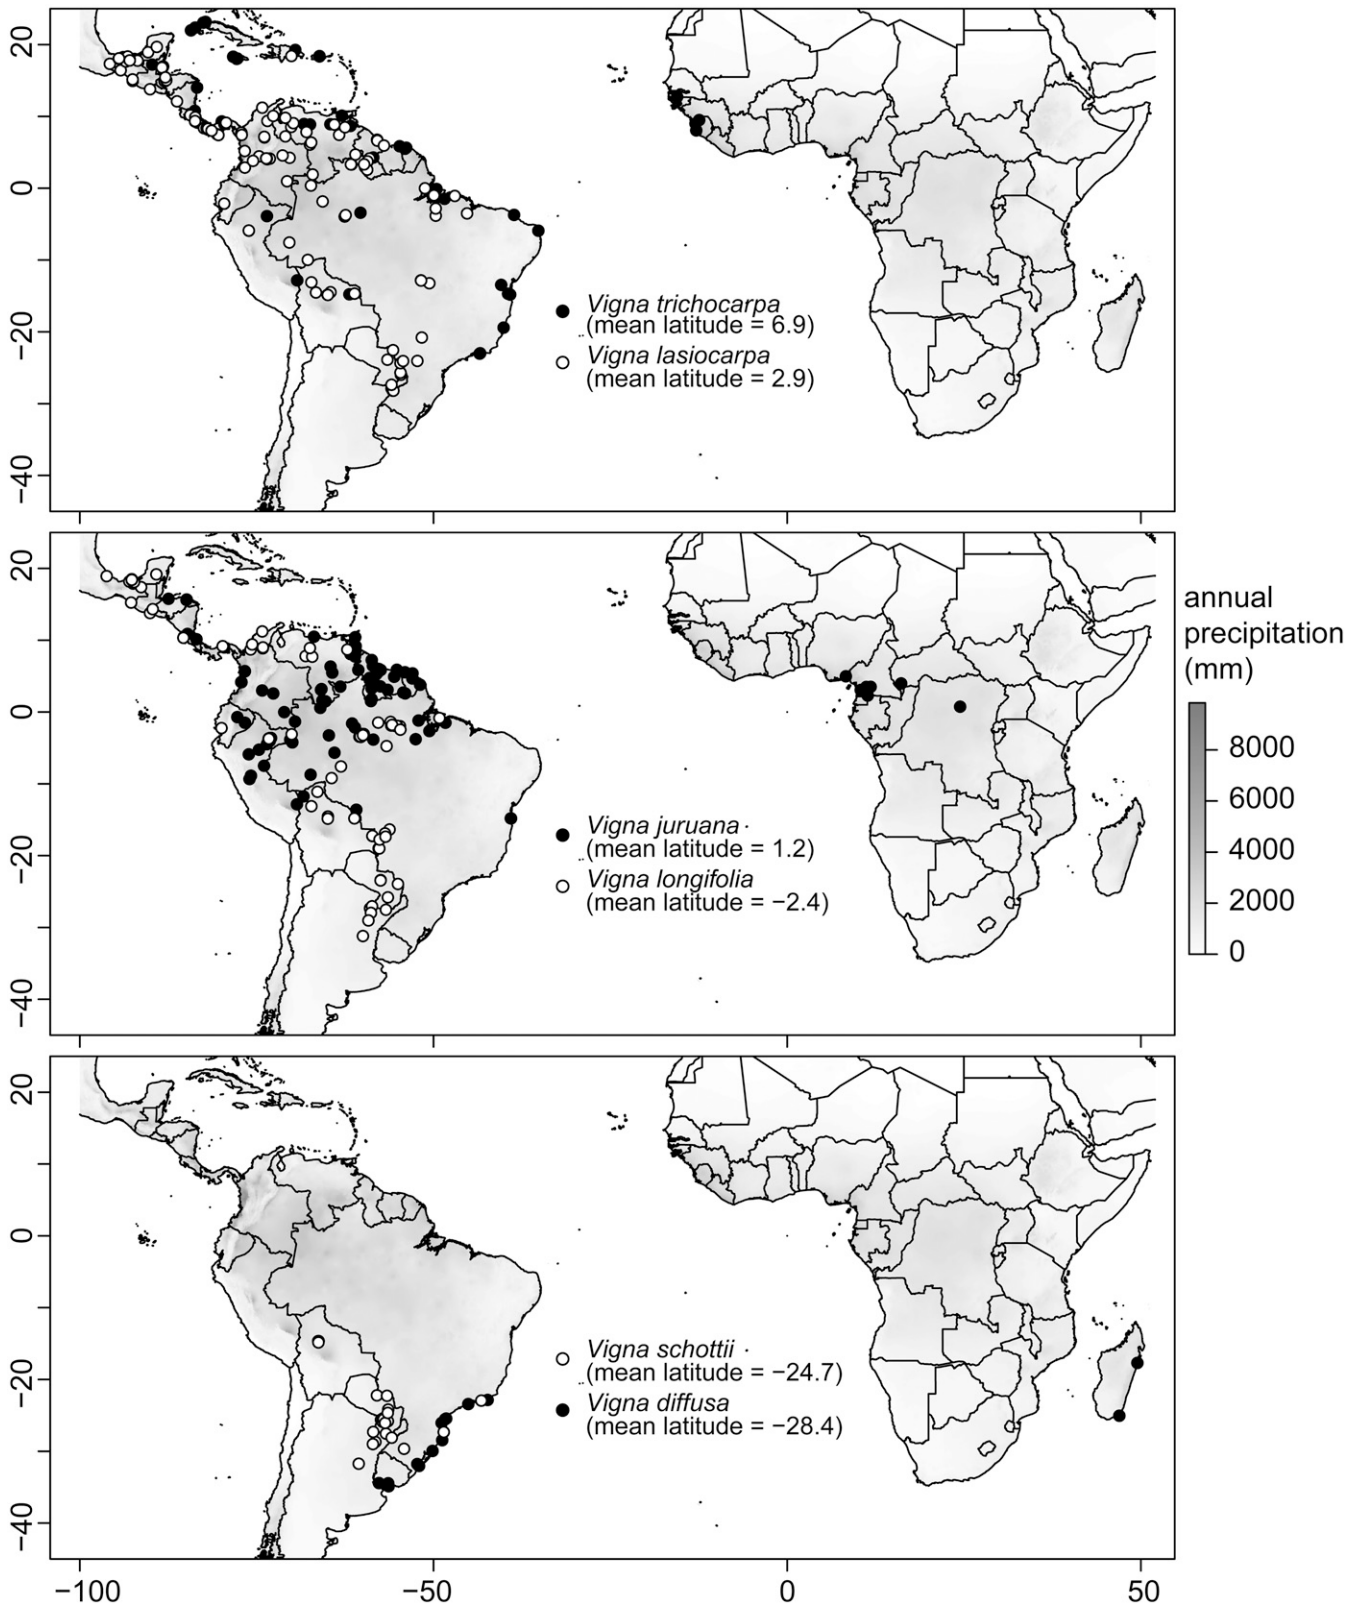 20
0
−20
−40
Vigna trichocarpa
(mean latitude = 6.9)
Vigna lasiocarpa
(mean latitude = 2.9)
20
0
−20
−40
Vigna juruana
(mean latitude = 1.2)
Vigna longifolia
(mean latitude = −2.4)
annual
precipitation
(mm)
8000
6000
4000
2000
0
20
0
−20
−40
Vigna schottii
(mean latitude = −24.7)
Vigna diffusa
(mean latitude = −28.4)
−100
−50
0
50